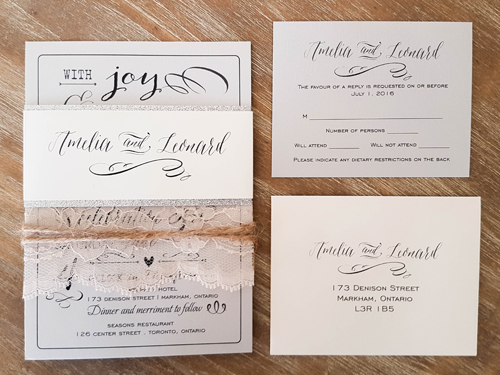 WITH joy
Amelia and Leonard
HOTEL
173 DENISON STREET | MARKHAM, ONTARIO
Dinner and merriment to follow
SEASONS RESTAURANT
126 CENTER STREET . TORONTO, ONTARIO
Amelia and Leonard
THE FAVOUR OF A REPLY IS REQUESTED ON OR BEFORE
JULY 1, 2016
M
NUMBER OF PERSONS
WILL ATTEND NOT ATTEND
PLEASE INDICATE ANY DIETARY RESTRICTIONS ON THE BACK
Amelia and Leonard
173 DENISON STREET
MARKHAM, ONTARIO
L3R 1B5